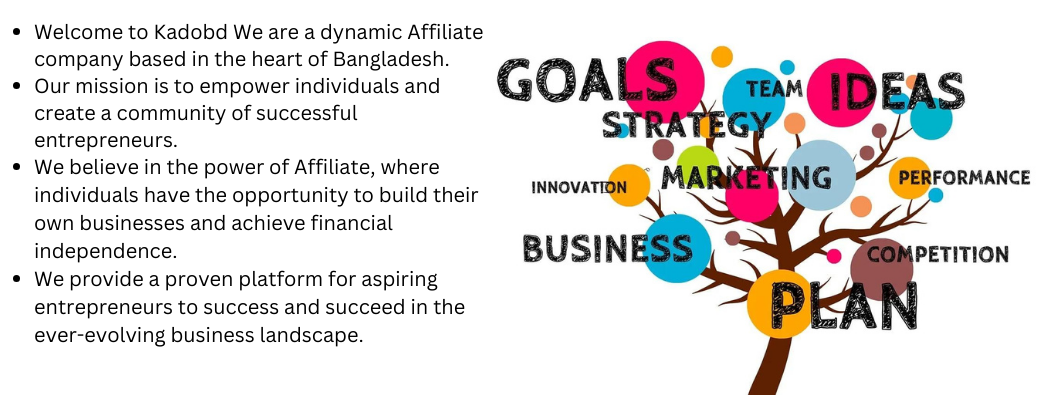 Welcome to Kadobd We are a dynamic Affiliate
company based in the heart of Bangladesh.
Our mission is to empower individuals and
create a community of successful
entrepreneurs.
We believe in the power of Affiliate, where
individuals have the opportunity to build their
own businesses and achieve financial
independence.
We provide a proven platform for aspiring
entrepreneurs to success and succeed in the
ever-evolving business landscape.
GOALS
TEAM
IDEAS
STRATEGY
INNOVATION
MARKETING
PERFORMANCE
BUSINESS
COMPETITION
PLAN